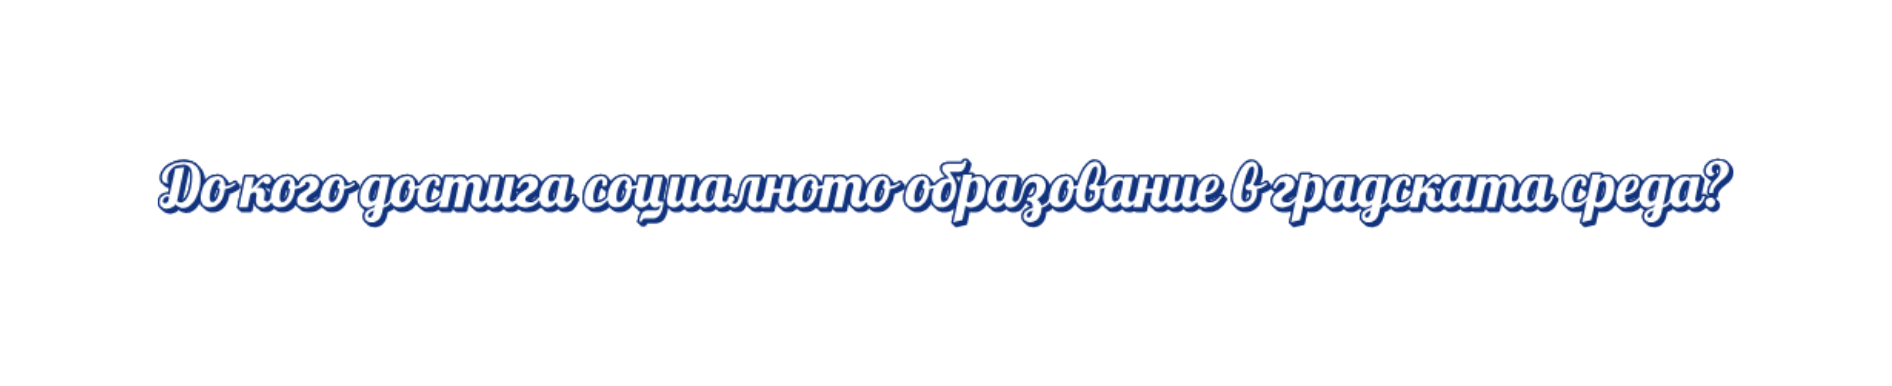 До кого достига социалното образование в градската среда?